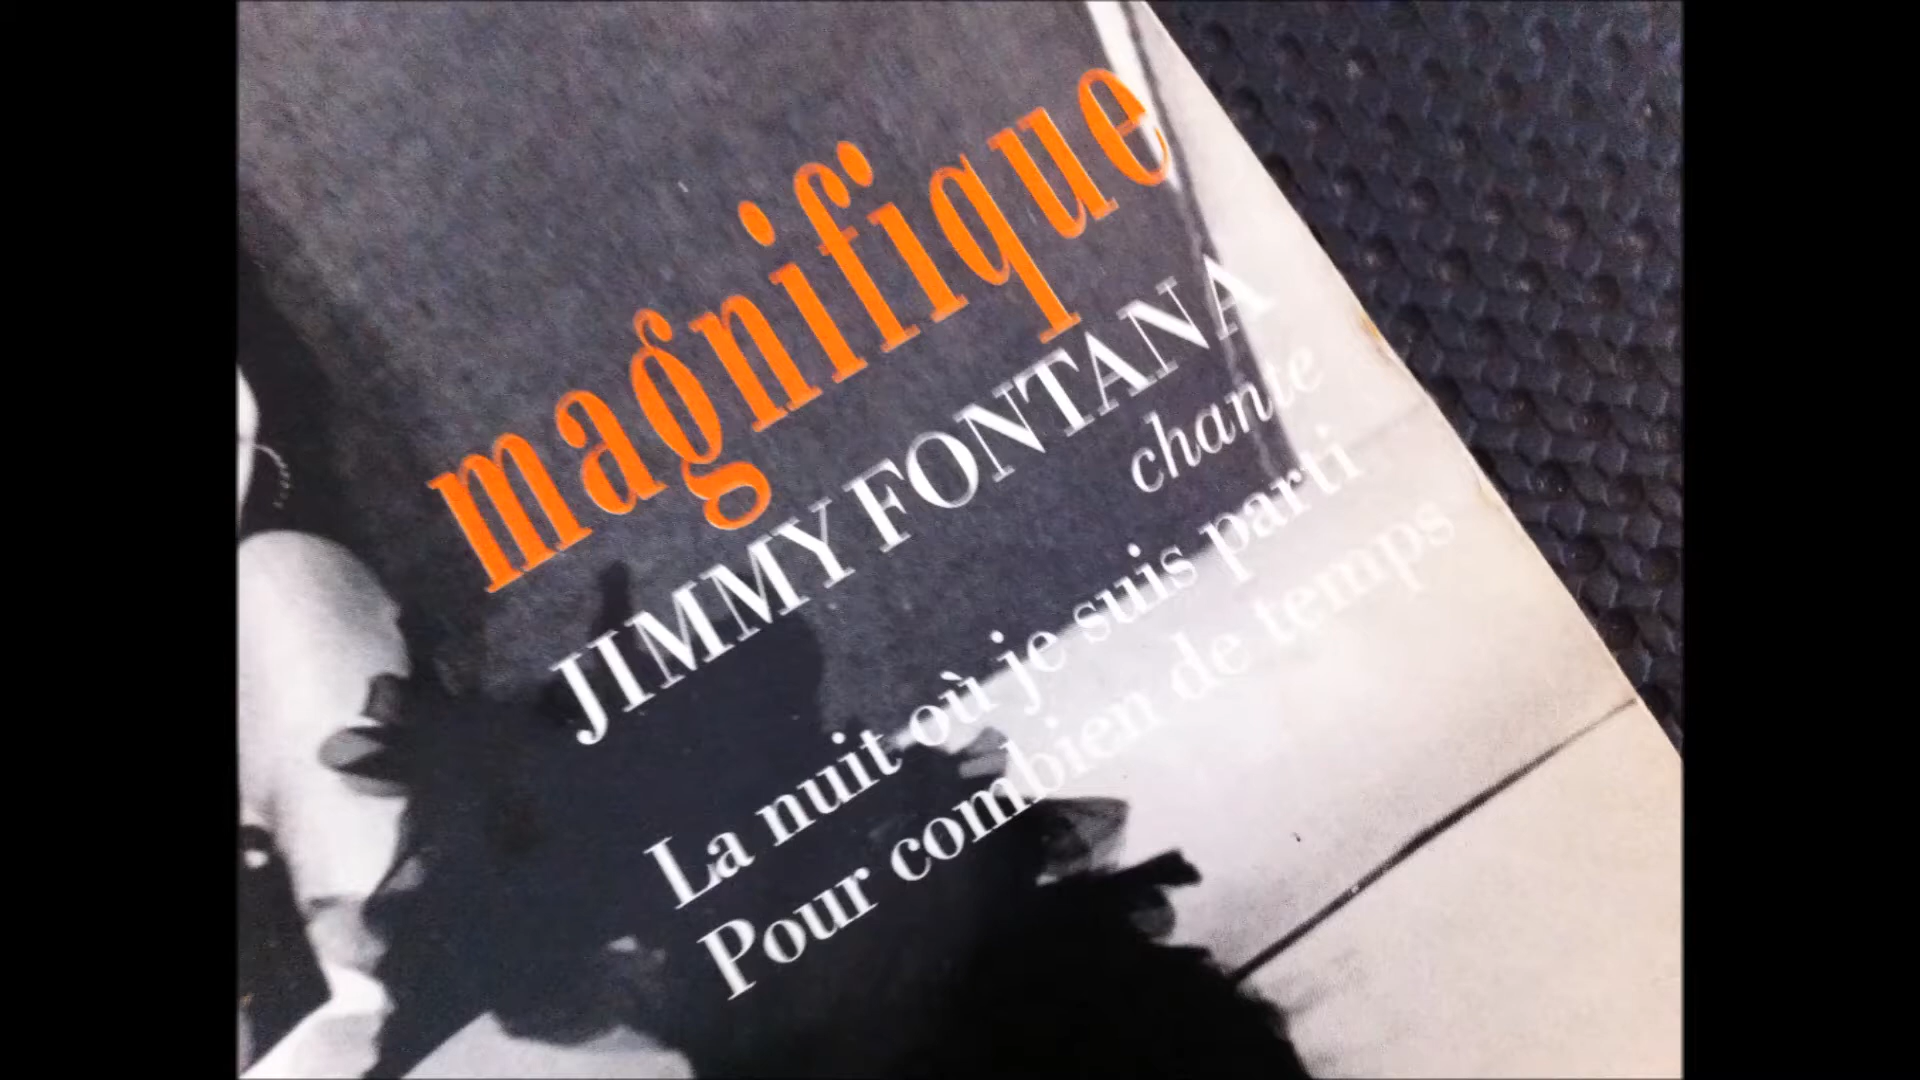 magnifique
JIMMY FONTANA
chante
La nuit où je suis parti
Pour combien de temps